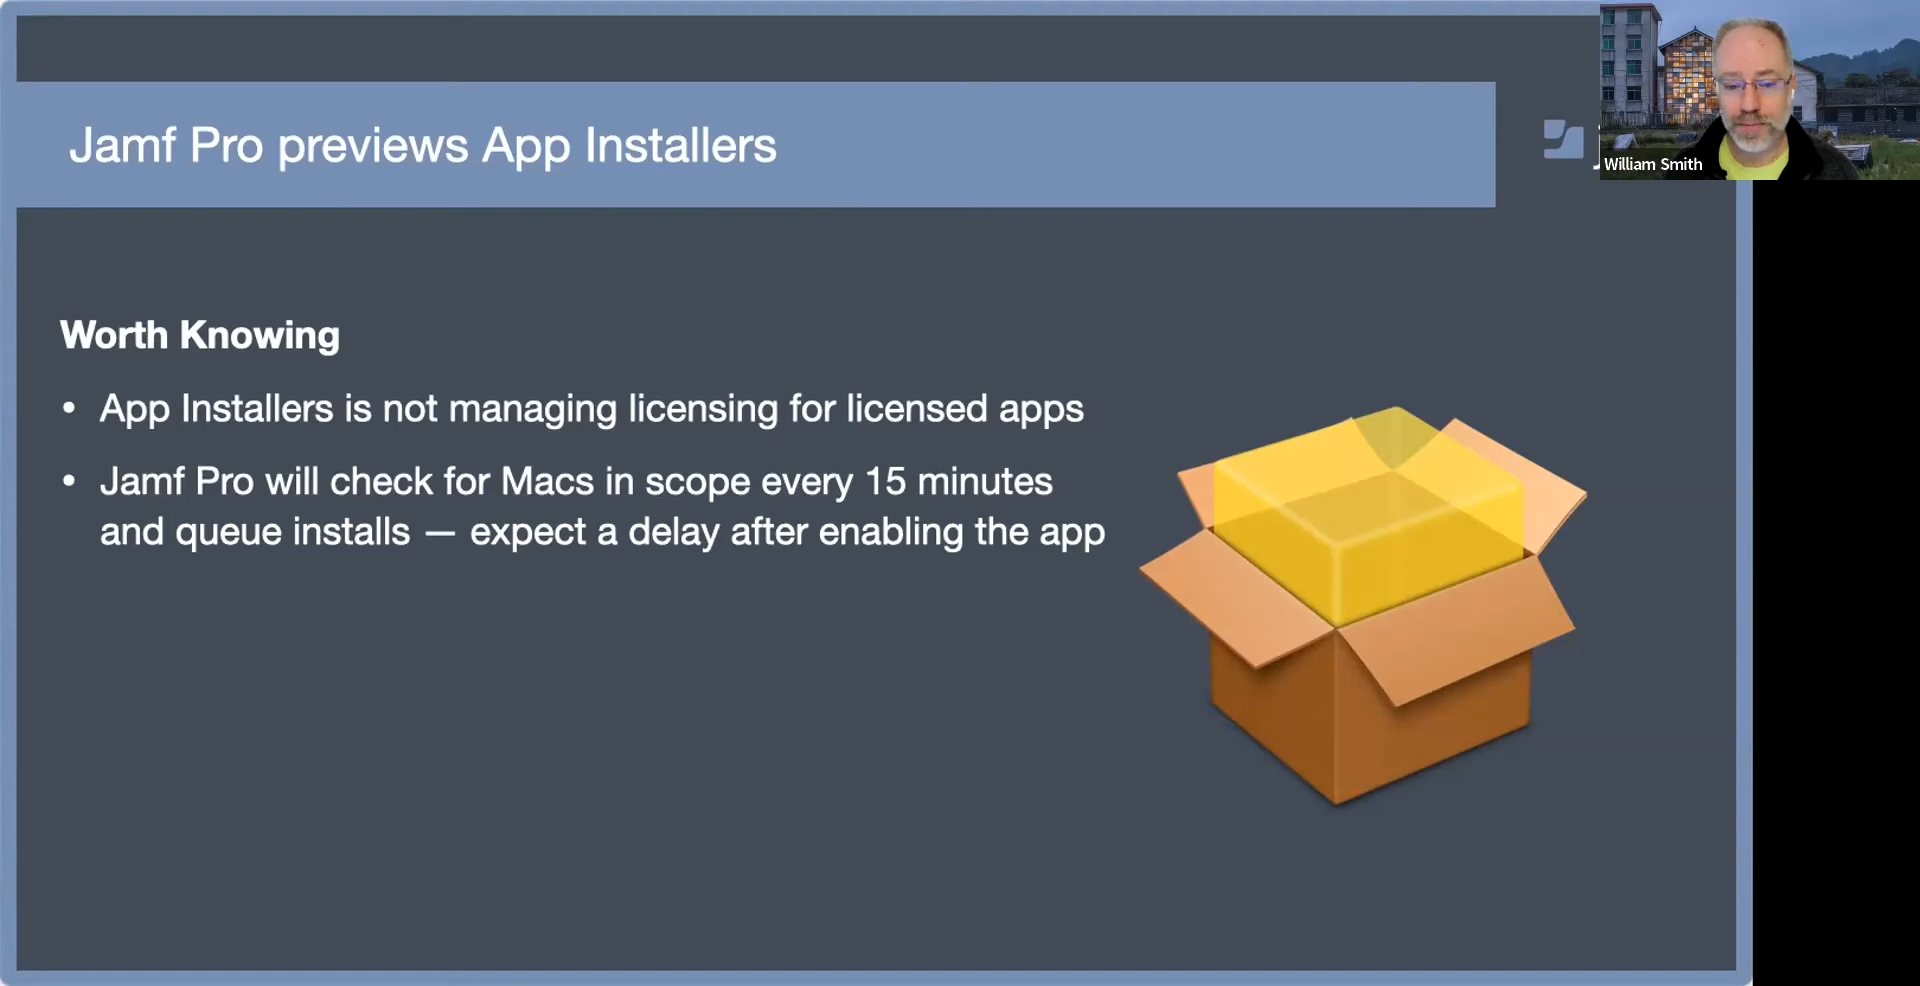 Jamf Pro previews App Installers
William Smith
Worth Knowing
• App Installers is not managing licensing for licensed apps
• Jamf Pro will check for Macs in scope every 15 minutes
and queue installs — expect a delay after enabling the app